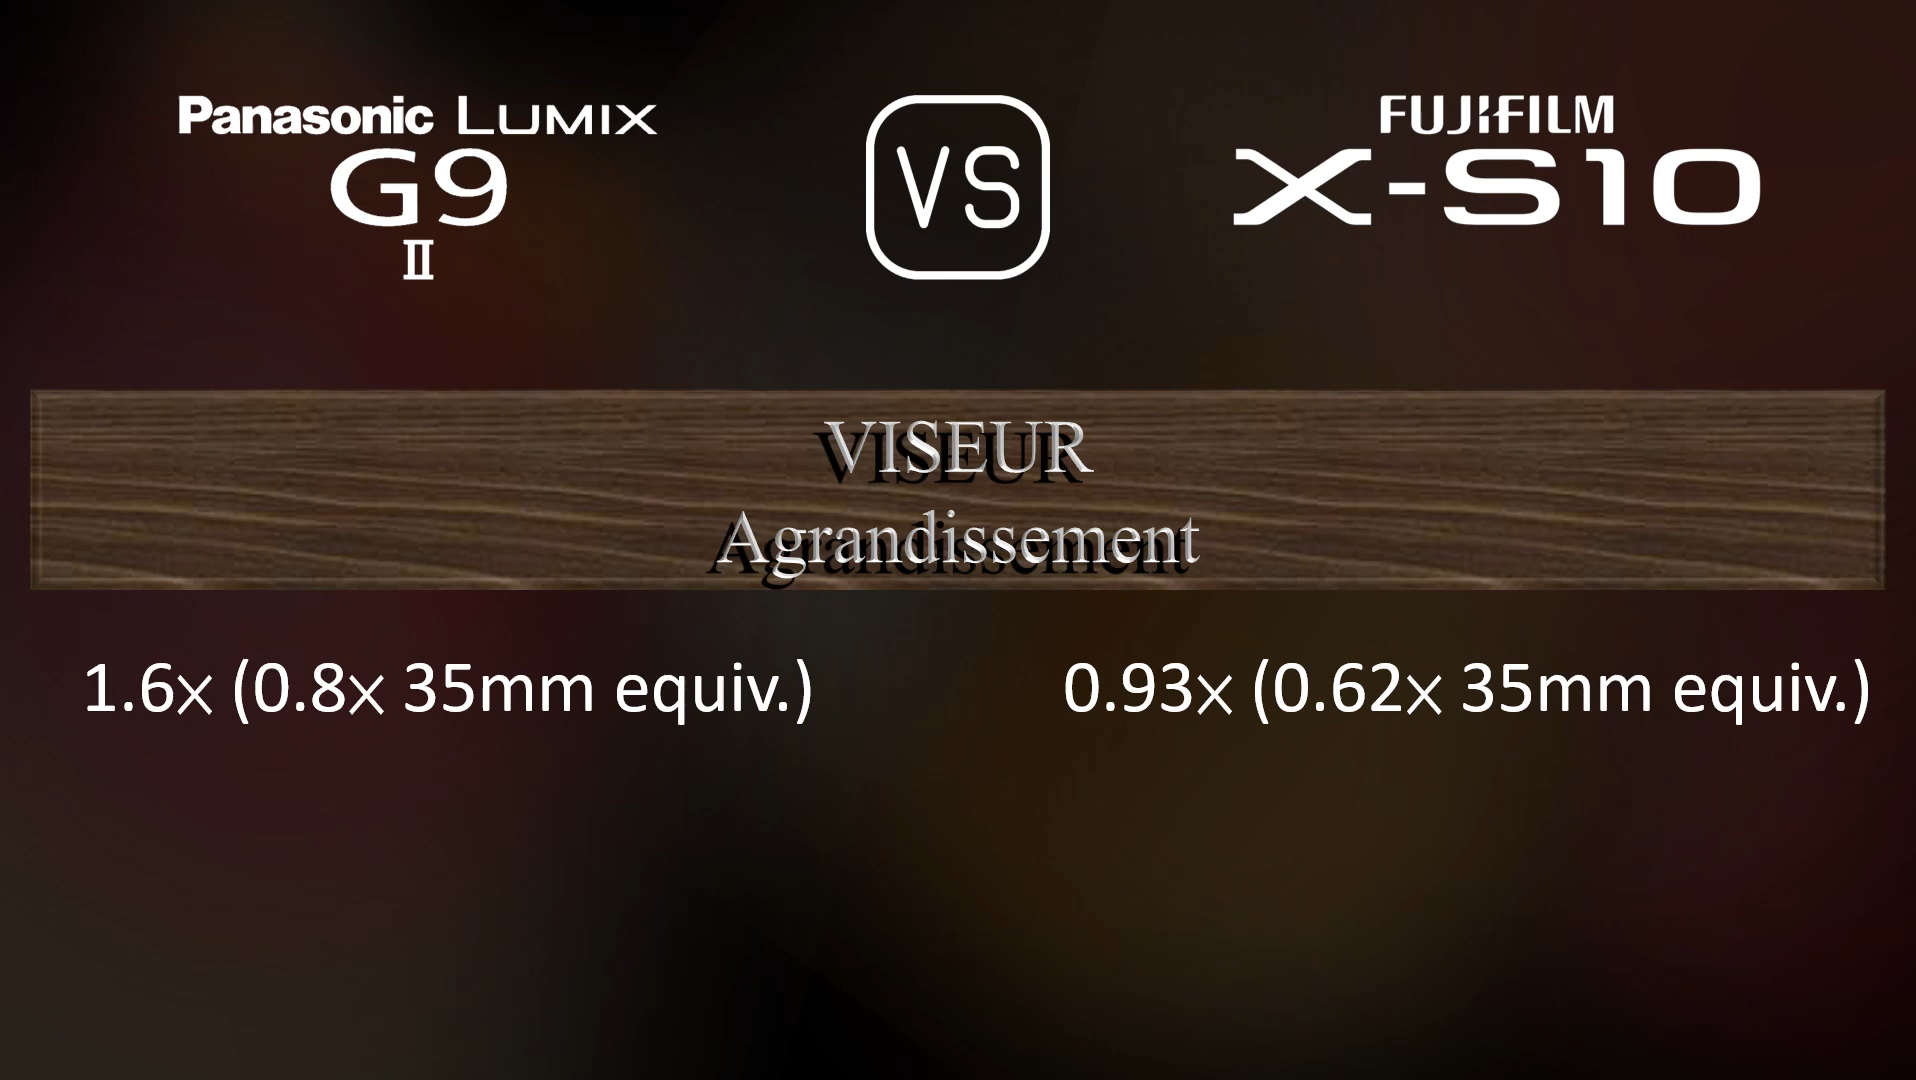 Panasonic LUMIX
G9
II
VS
FUJIFILM
X-S10
VISEUR
Agrandissement
1.6x (0.8x 35mm equiv.)
0.93x (0.62x 35mm equiv.)